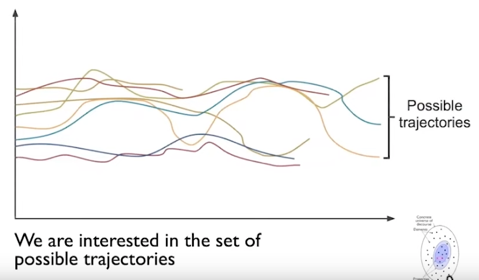 Possible
trajectories
We are interested in the set of
possible trajectories